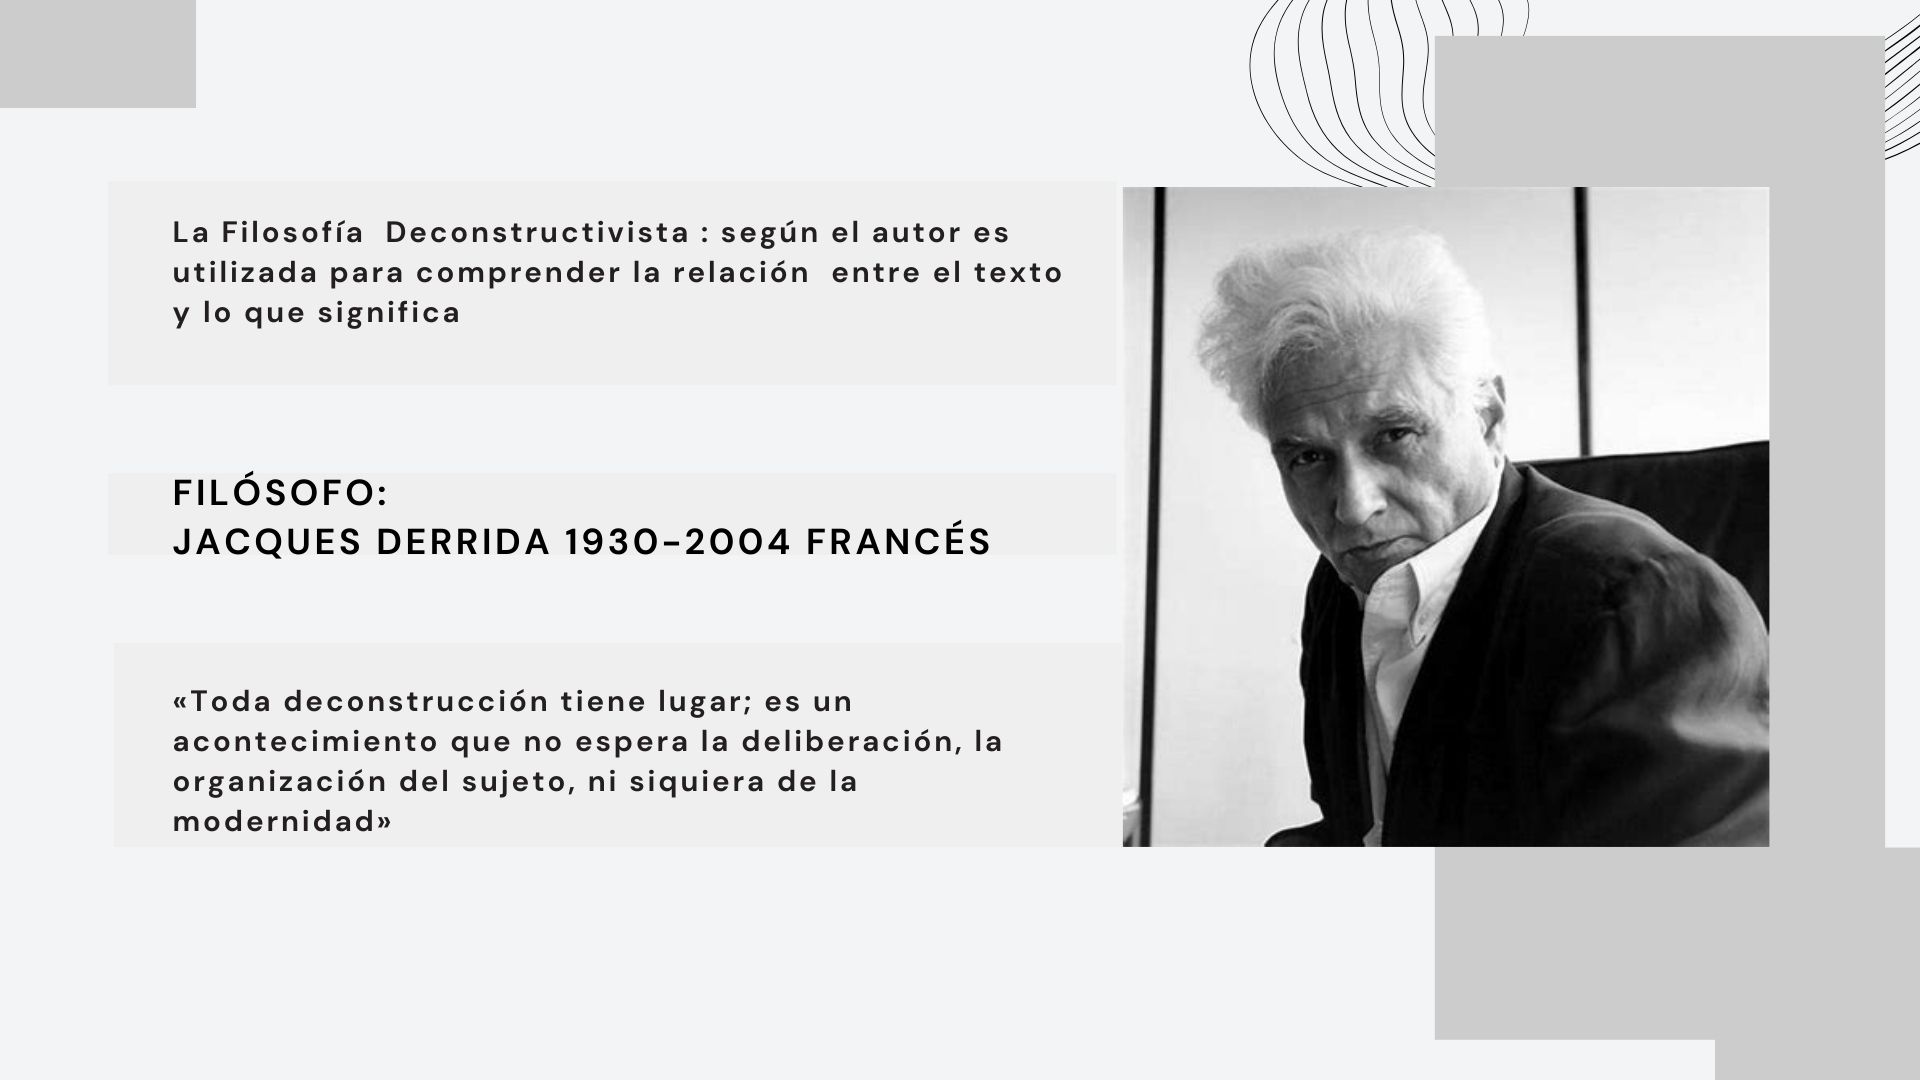 La Filosofía  Deconstructivista : según el autor es
utilizada para comprender la relación  entre el texto
y lo que significa
FILÓSOFO:
JACQUES DERRIDA 1930-2004 FRANCÉS
«Toda deconstrucción tiene lugar; es un
acontecimiento que no espera la deliberación, la
organización del sujeto, ni siquiera de la
modernidad»